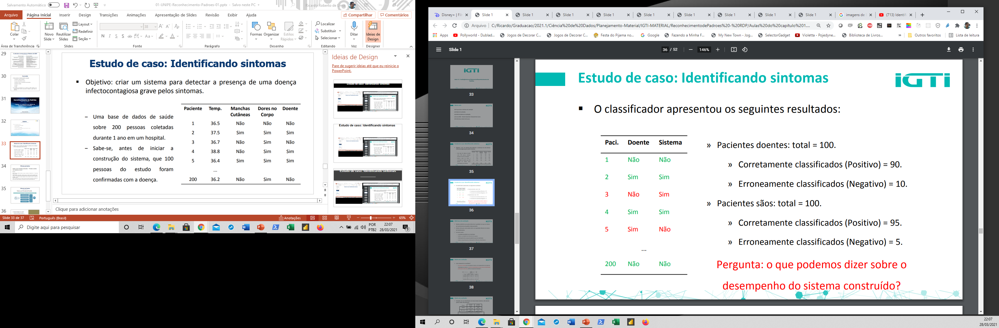 Salvamento Automático
01-UNIPE-Reconhecimento-Padroes-01.pptx - Salvo neste PC
Ricardo Roberto de Lima
Arquivo
Página Inicial
Inserir
Design
Transições
Animações
Apresentação de Slides
Revisão
Exibir
Ajuda
Compartilhar
Comentários
Colar
Novo Slide
Reutilizar Slides
Layout
Redefinir
Seção
38
Formas
Organizar
Estilos Rápidos
Localizar
Substituir
Selecionar
Ditar
Ideias de Design
Área de Transferência
Slides
Fonte
Parágrafo
Desenho
Editando
Voz
Designer
29
30
31
32
33
34
35
36
Estudo de caso: Identificando sintomas
Objetivo: criar um sistema para detectar a presença de uma doença
infectocontagiosa grave pelos sintomas.
– Uma base de dados de saúde
sobre 200 pessoas coletadas
durante 1 ano em um hospital.
– Sabe-se, antes de iniciar a
construção do sistema, que 100
pessoas do estudo foram
confirmadas com a doença.
Paciente Temp. Manchas Cutâneas Dores no Corpo Doente
1 36.5 Não Não Não
2 37.5 Sim Sim Sim
3 36.7 Não Sim Não
4 38.8 Não Sim Sim
5 36.4 Sim Sim Sim
...
200 36.2 Não Sim Não
Clique para adicionar anotações
Ideias de Design
Pare de sugerir ideias até que eu reinicie o
PowerPoint.
Estudo de caso: Identificando sintomas
Estudo de caso: Identificando sintomas
Estudo de caso: Identificando sintomas
Slide 33 de 37
Português (Brasil)
Anotações
65%
Digite aqui para pesquisar
POR
PTB2
22:07
28/03/2021
3
Disney+ | Fil
Slide 1
Slide 1
Slide 1
Slide 1
Slide 1
Slide 1
Slide 1
Slide 1
Slide 1
imagens de
(713) Identif
Arquivo | C:/Ricardo/Graduacao/2021.1/Ciência%20de%20Dados/Planejamento-Material/IGTI-MATERIAL/ReconhecimentodePadroes%20-%20RDP/Aulas%20do%20capítulo%201....
Apps
Pollyworld - Dublad...
Jogos de Decorar C...
Jogos de Decorar C...
Festa do Pijama no...
Google
Fazendo a Minha F...
My New Town - Jog...
SelectorGadget
Violetta - Pojedyne...
Biblioteca de Livros...
»
Outros favoritos
Lista de leitura
Slide 1
36 / 52
146%
33
34
35
36
37
38
Estudo de caso: Identificando sintomas
iGTi
O classificador apresentou os seguintes resultados:
Paci. Doente Sistema
1 Não Não
2 Sim Sim
3 Não Sim
4 Sim Sim
5 Sim Não
...
200 Não Não
» Pacientes doentes: total = 100.
» Corretamente classificados (Positivo) = 90.
» Erroneamente classificados (Negativo) = 10.
» Pacientes sãos: total = 100.
» Corretamente classificados (Positivo) = 95.
» Erroneamente classificados (Negativo) = 5.
Pergunta: o que podemos dizer sobre o
desempenho do sistema construído?
22:07
28/03/2021